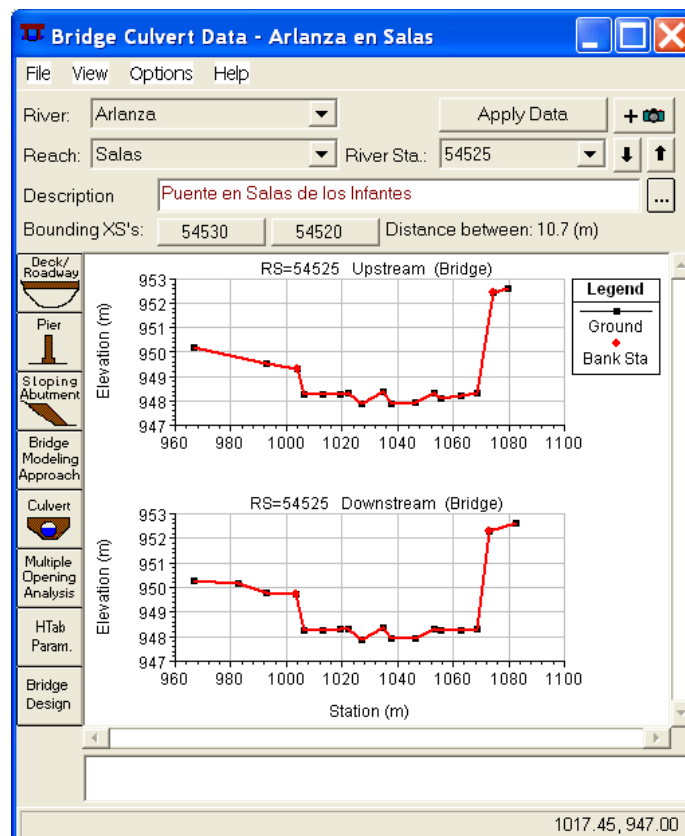 Bridge Culvert Data - Arlanza en Salas
File View Options Help
River: Arlanza Apply Data +
Reach: Salas River Sta.: 54525
Description Puente en Salas de los Infantes ...
Bounding XS's: 54530 54520 Distance between: 10.7 (m)
Deck/
Roadway
Pier
Sloping
Abutment
Bridge
Modeling
Approach
Culvert
Multiple
Opening
Analysis
HTab
Param.
Bridge
Design
RS=54525 Upstream (Bridge)
Elevation (m)
953
952
951
950
949
948
947
960 980 1000 1020 1040 1060 1080 1100
Legend
Ground
Bank Sta
RS=54525 Downstream (Bridge)
Elevation (m)
953
952
951
950
949
948
947
960 980 1000 1020 1040 1060 1080 1100
Station (m)
1017.45, 947.00